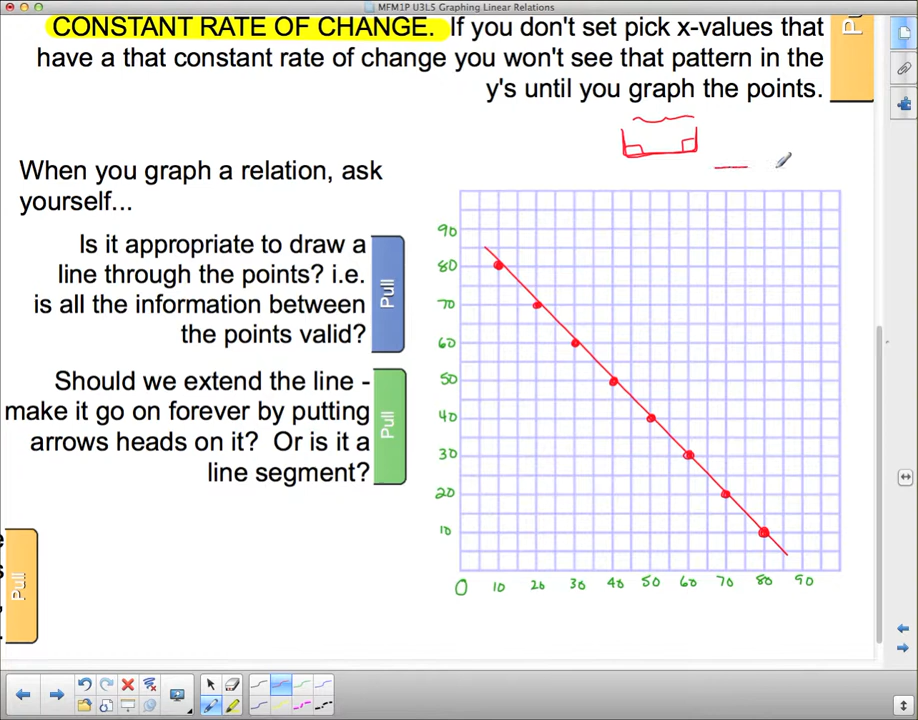 MFM1P U3LS Graphing Linear Relations
CONSTANT RATE OF CHANGE. If you don't set pick x-values that
have a that constant rate of change you won't see that pattern in the
y's until you graph the points.
Pull
When you graph a relation, ask
yourself...
Is it appropriate to draw a
line through the points? i.e.
is all the information between
the points valid?
Pull
Should we extend the line -
make it go on forever by putting
arrows heads on it? Or is it a
line segment?
Pull
Pull
90
80
70
60
50
40
30
20
10
0 10 20 30 40 50 60 70 80 90